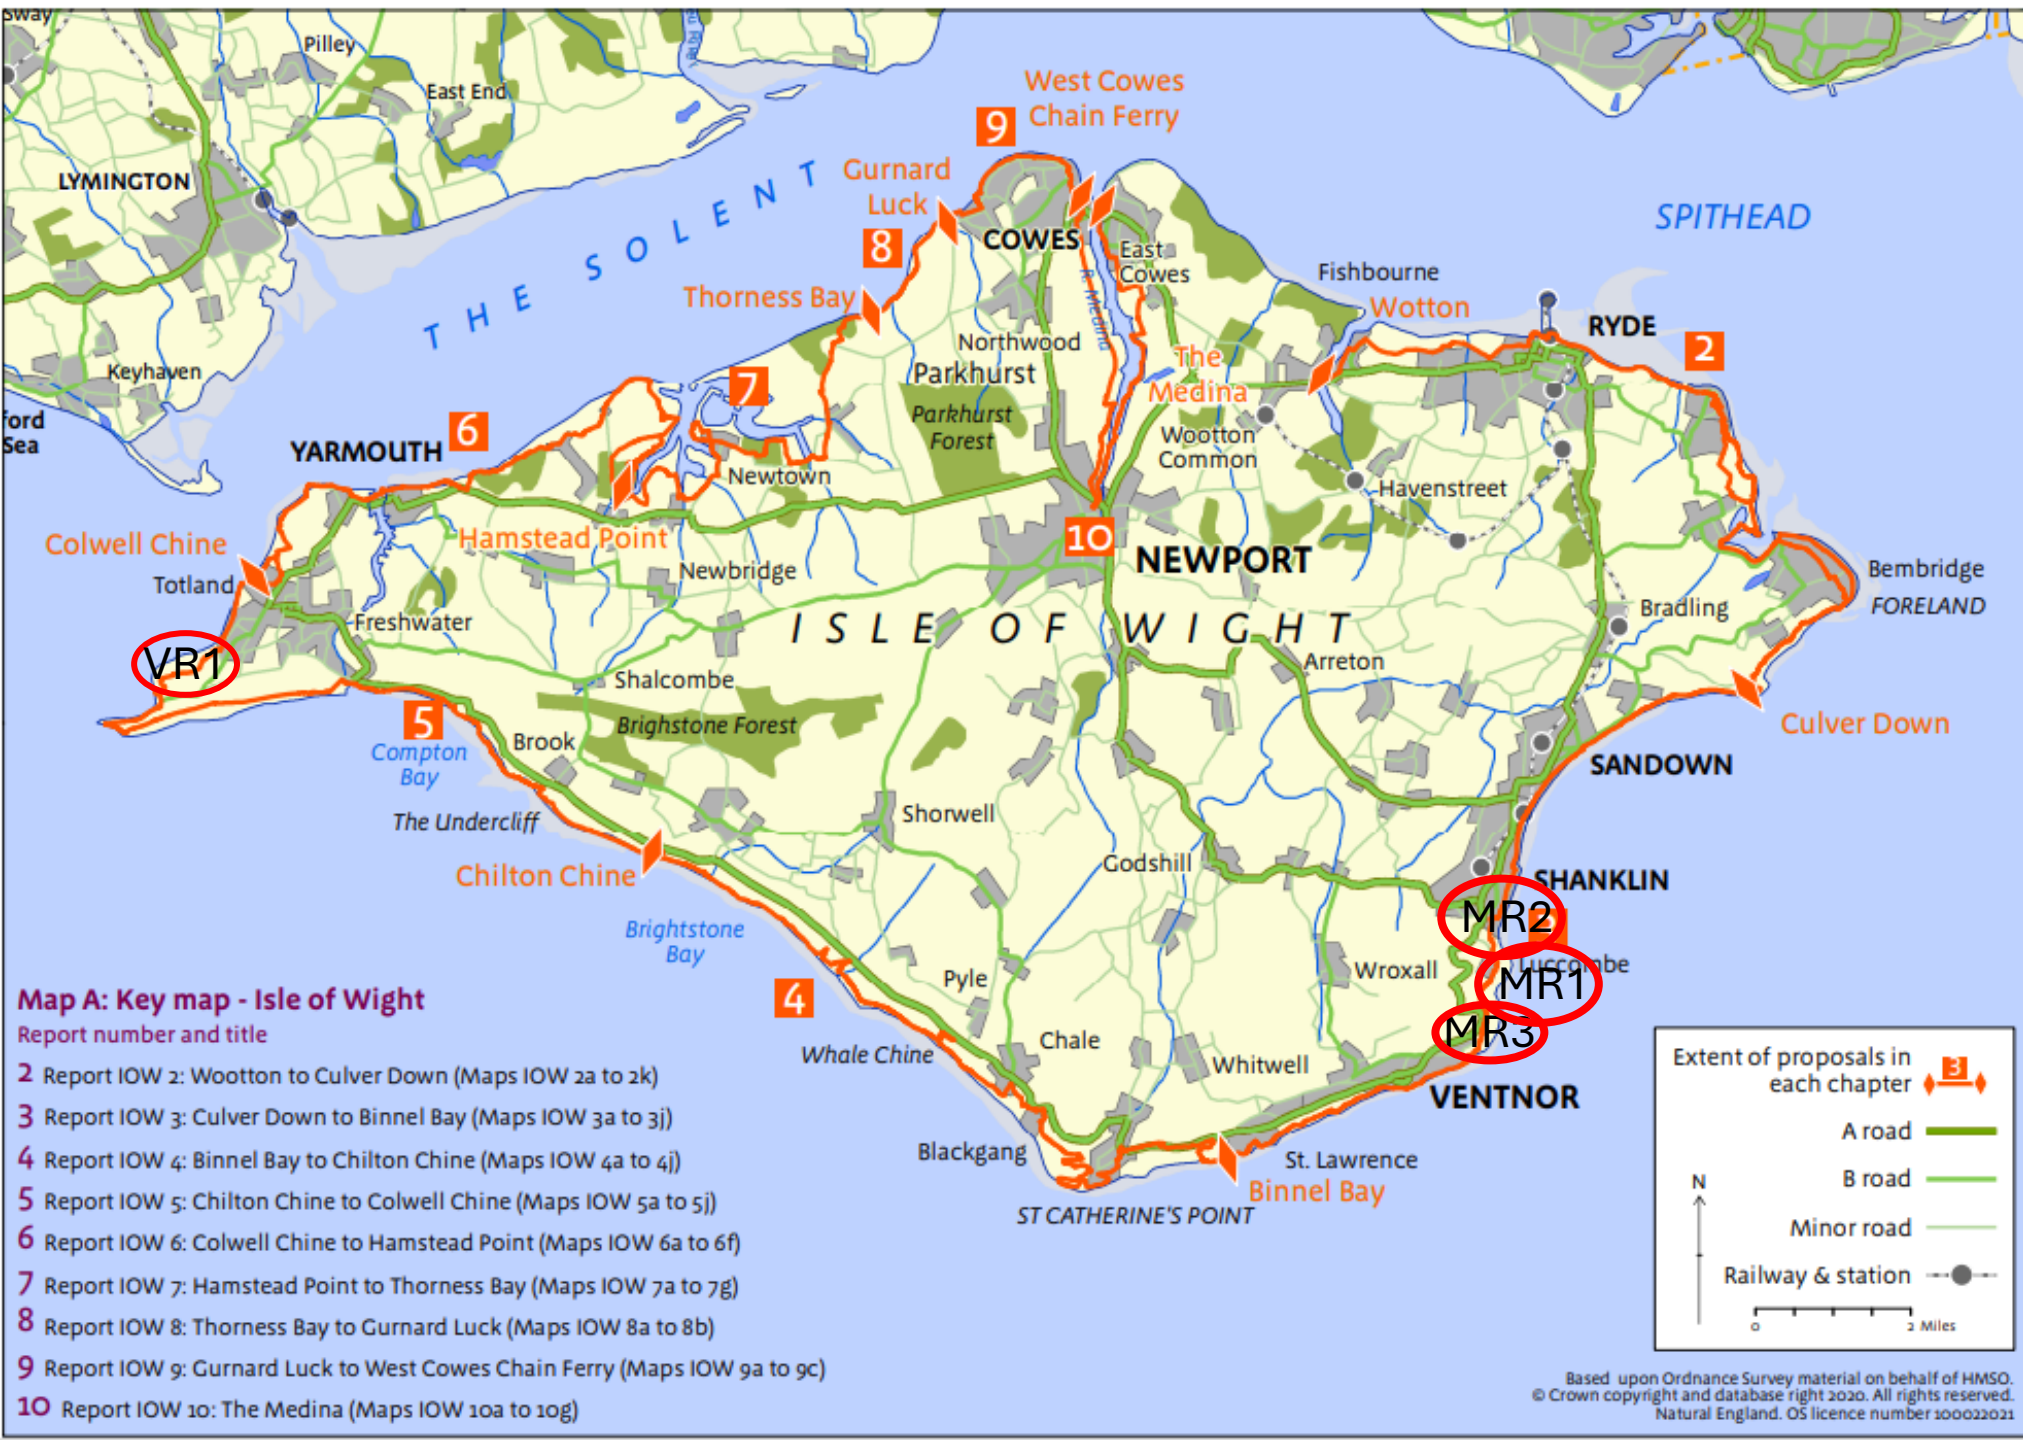 Sway
Pilley
East End
LYMINGTON
Keyhaven
ford
Sea
THE SOLENT
SPITHEAD
West Cowes
Chain Ferry
9
Gurnard
Luck
8
COWES
East
Cowes
R. Medina
Fishbourne
Wotton
RYDE
2
Thorness Bay
Northwood
Parkhurst
Parkhurst
Forest
The
Medina
Wootton
Common
Havenstreet
7
6
YARMOUTH
Newtown
Hamstead Point
10
NEWPORT
Colwell Chine
Totland
Newbridge
Freshwater
ISLE OF WIGHT
Bembridge
FORELAND
Bradling
Arreton
VR1
Shalcombe
Brighstone Forest
5
Compton
Bay
Brook
The Undercliff
Shorwell
Chilton Chine
Godshill
Culver Down
SANDOWN
SHANKLIN
MR2
Luccombe
MR1
MR3
Wroxall
Brightstone
Bay
4
Pyle
Whale Chine
Chale
Whitwell
VENTNOR
Blackgang
St. Lawrence
Binnel Bay
ST CATHERINE'S POINT
Map A: Key map - Isle of Wight
Report number and title
2 Report IOW 2: Wootton to Culver Down (Maps IOW 2a to 2k)
3 Report IOW 3: Culver Down to Binnel Bay (Maps IOW 3a to 3j)
4 Report IOW 4: Binnel Bay to Chilton Chine (Maps IOW 4a to 4j)
5 Report IOW 5: Chilton Chine to Colwell Chine (Maps IOW 5a to 5j)
6 Report IOW 6: Colwell Chine to Hamstead Point (Maps IOW 6a to 6f)
7 Report IOW 7: Hamstead Point to Thorness Bay (Maps IOW 7a to 7g)
8 Report IOW 8: Thorness Bay to Gurnard Luck (Maps IOW 8a to 8b)
9 Report IOW 9: Gurnard Luck to West Cowes Chain Ferry (Maps IOW 9a to 9c)
10 Report IOW 10: The Medina (Maps IOW 10a to 10g)
Extent of proposals in
each chapter 3
A road
B road
Minor road
Railway & station
N
0 2 Miles
Based upon Ordnance Survey material on behalf of HMSO.
© Crown copyright and database right 2020. All rights reserved.
Natural England. OS licence number 100022021